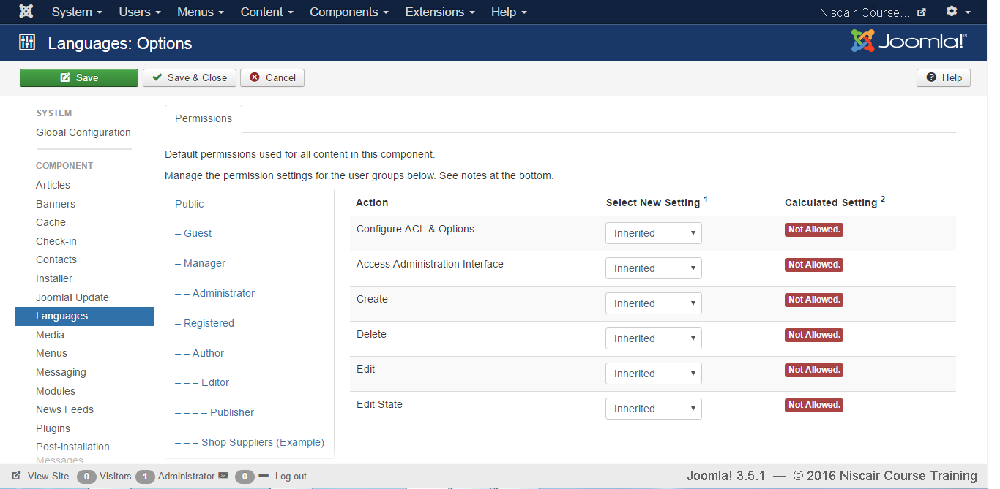 System Users Menus Content Components Extensions Help Niscair Course...
Languages: Options Joomla!®
Save Save & Close Cancel Help
SYSTEM
Global Configuration
COMPONENT
Articles
Banners
Cache
Check-in
Contacts
Installer
Joomla! Update
Languages
Media
Menus
Messaging
Modules
News Feeds
Plugins
Post-installation
Messages
Permissions
Default permissions used for all content in this component.
Manage the permission settings for the user groups below. See notes at the bottom.
Public
– Guest
– Manager
– – Administrator
– Registered
– – Author
– – – Editor
– – – – Publisher
– – – Shop Suppliers (Example)
Action Select New Setting 1 Calculated Setting 2
Configure ACL & Options Inherited Not Allowed.
Access Administration Interface Inherited Not Allowed.
Create Inherited Not Allowed.
Delete Inherited Not Allowed.
Edit Inherited Not Allowed.
Edit State Inherited Not Allowed.
View Site 0 Visitors 1 Administrator 0 Log out Joomla! 3.5.1 — © 2016 Niscair Course Training